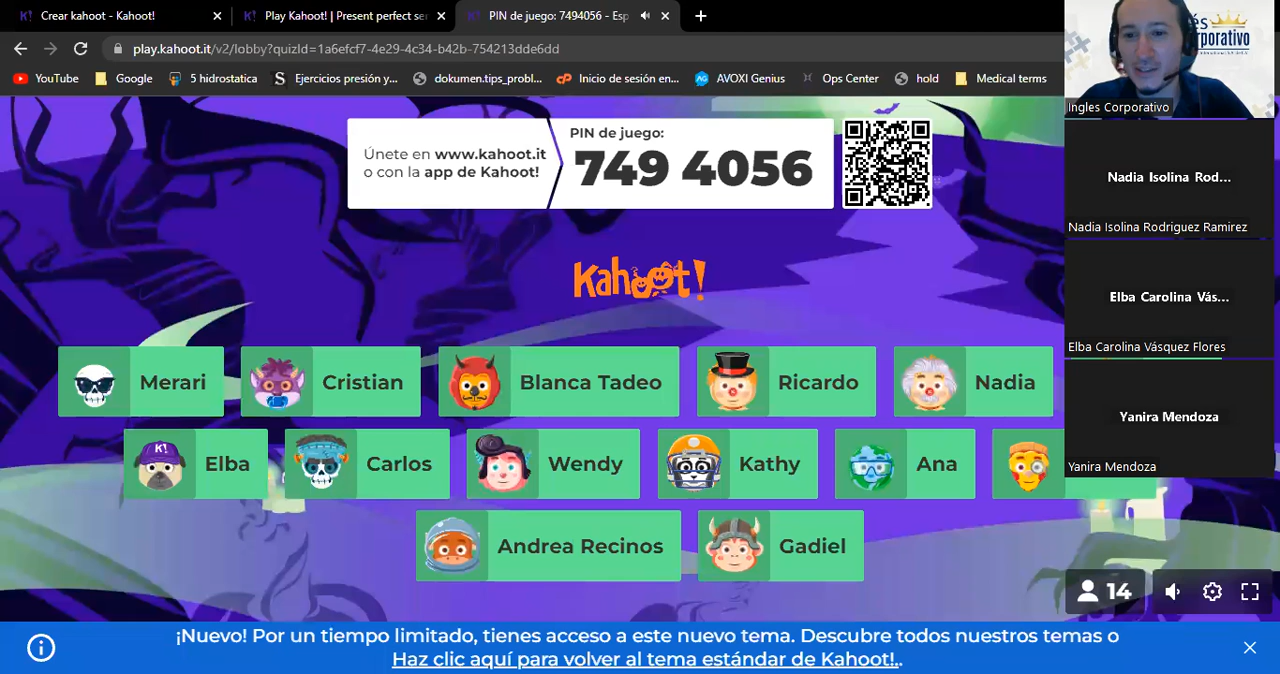 Crear kahoot - Kahoot!
Play Kahoot! | Present perfect ser
PIN de juego: 7494056 - Esp
play.kahoot.it/v2/lobby?quizId=1a6efcf7-4e29-4c34-b42b-754213dde6dd
YouTube
Google
5 hidrostatica
Ejercicios presión y...
dokumen.tips_probl...
Inicio de sesión en...
AVOXI Genius
Ops Center
hold
Medical terms
Únete en www.kahoot.it
o con la app de Kahoot!
PIN de juego:
749 4056
Kahoot!
Merari
Cristian
Blanca Tadeo
Ricardo
Nadia
Elba
Carlos
Wendy
Kathy
Ana
Andrea Recinos
Gadiel
Ingles Corporativo
Nadia Isolina Rod...
Nadia Isolina Rodriguez Ramirez
Elba Carolina Vás...
Elba Carolina Vásquez Flores
Yanira Mendoza
Yanira Mendoza
14
¡Nuevo! Por un tiempo limitado, tienes acceso a este nuevo tema. Descubre todos nuestros temas o
Haz clic aquí para volver al tema estándar de Kahoot!..